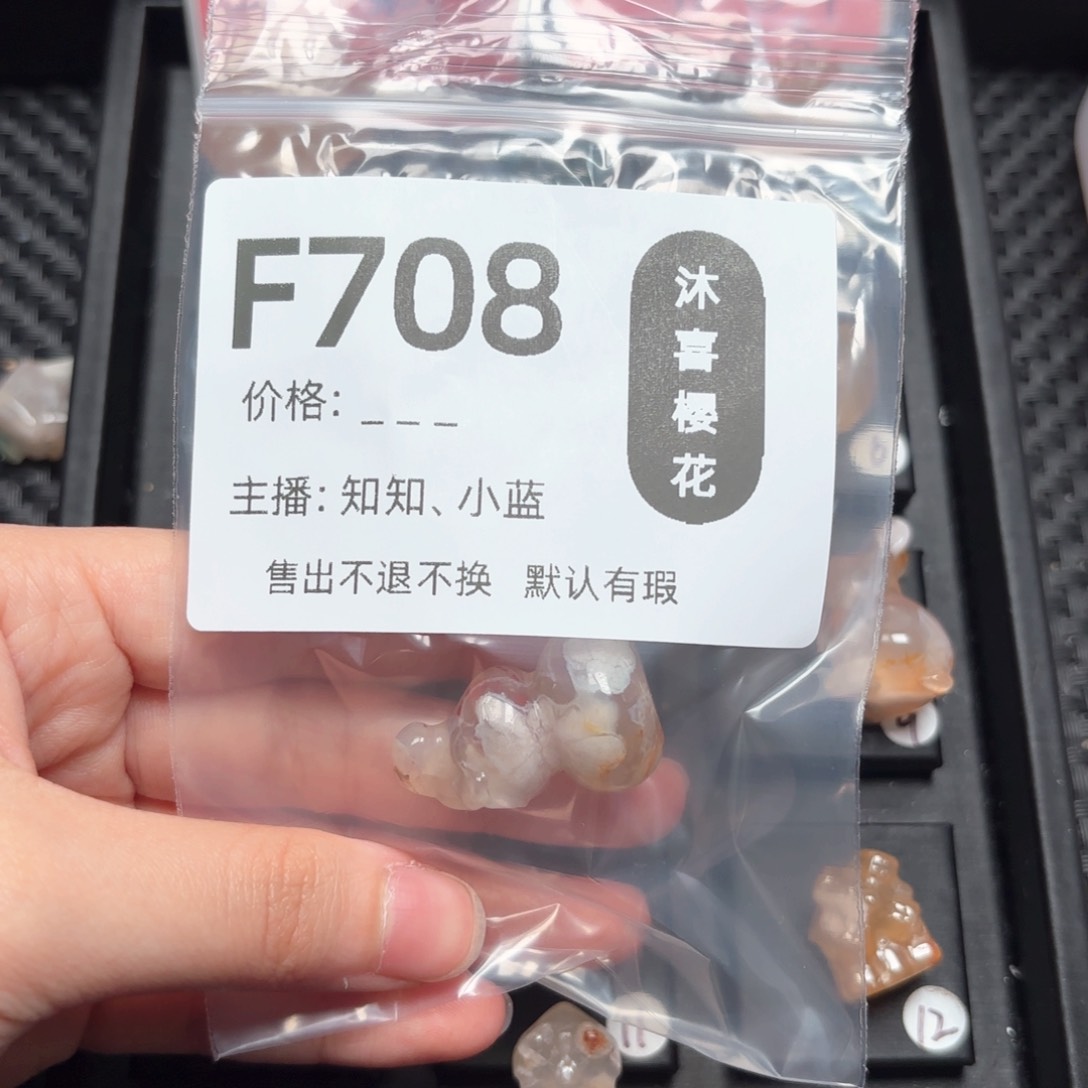 F708
沐喜樱花
价格: _ _ _
主播: 知知、小蓝
售出不退不换 默认有瑕
12
11